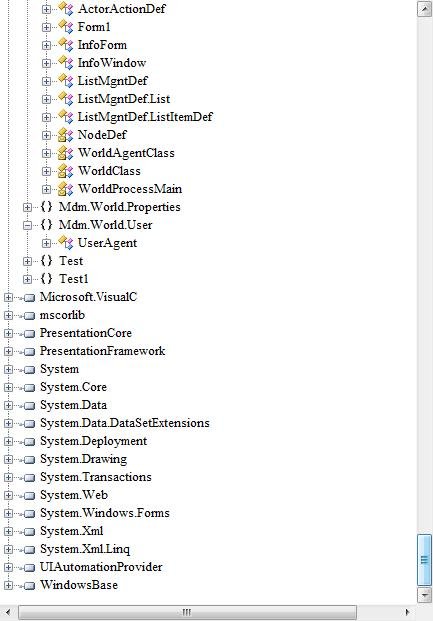 ActorActionDef
Form1
InfoForm
InfoWindow
ListMgntDef
ListMgntDef.List
ListMgntDef.ListItemDef
NodeDef
WorldAgentClass
WorldClass
WorldProcessMain
{} Mdm.World.Properties
{} Mdm.World.User
UserAgent
{} Test
{} Test1
Microsoft.VisualC
mscorlib
PresentationCore
PresentationFramework
System
System.Core
System.Data
System.Data.DataSetExtensions
System.Deployment
System.Drawing
System.Transactions
System.Web
System.Windows.Forms
System.Xml
System.Xml.Linq
UIAutomationProvider
WindowsBase